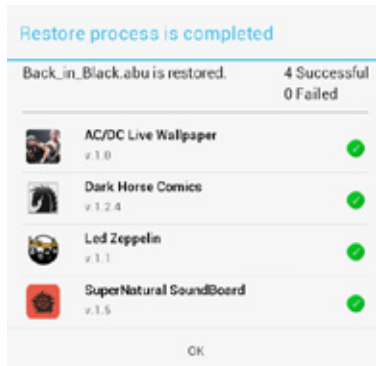 Restore process is completed
Back_in_Black.abu is restored. 4 Successful
0 Failed
AC/DC Live Wallpaper
v.1.0
Dark Horse Comics
v.1.2.4
Led Zeppelin
v.1.1
SuperNatural SoundBoard
v.1.5
OK